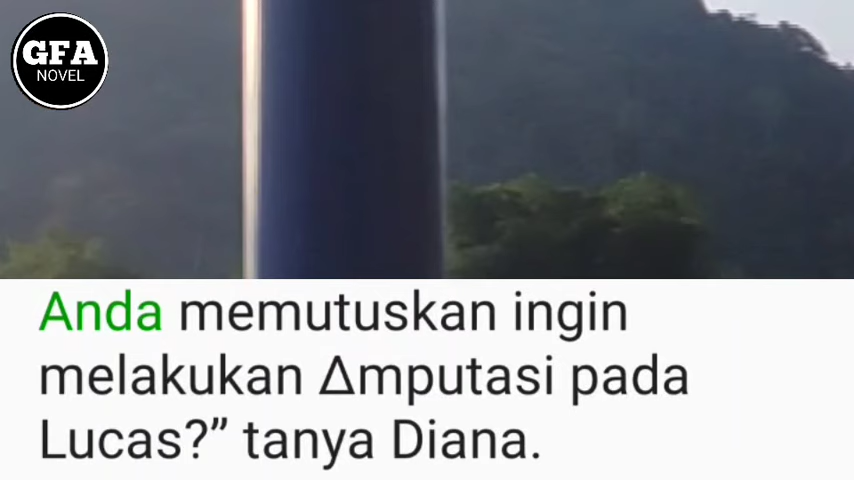 GFA
NOVEL
Anda memutuskan ingin
melakukan Δmputasi pada
Lucas?” tanya Diana.